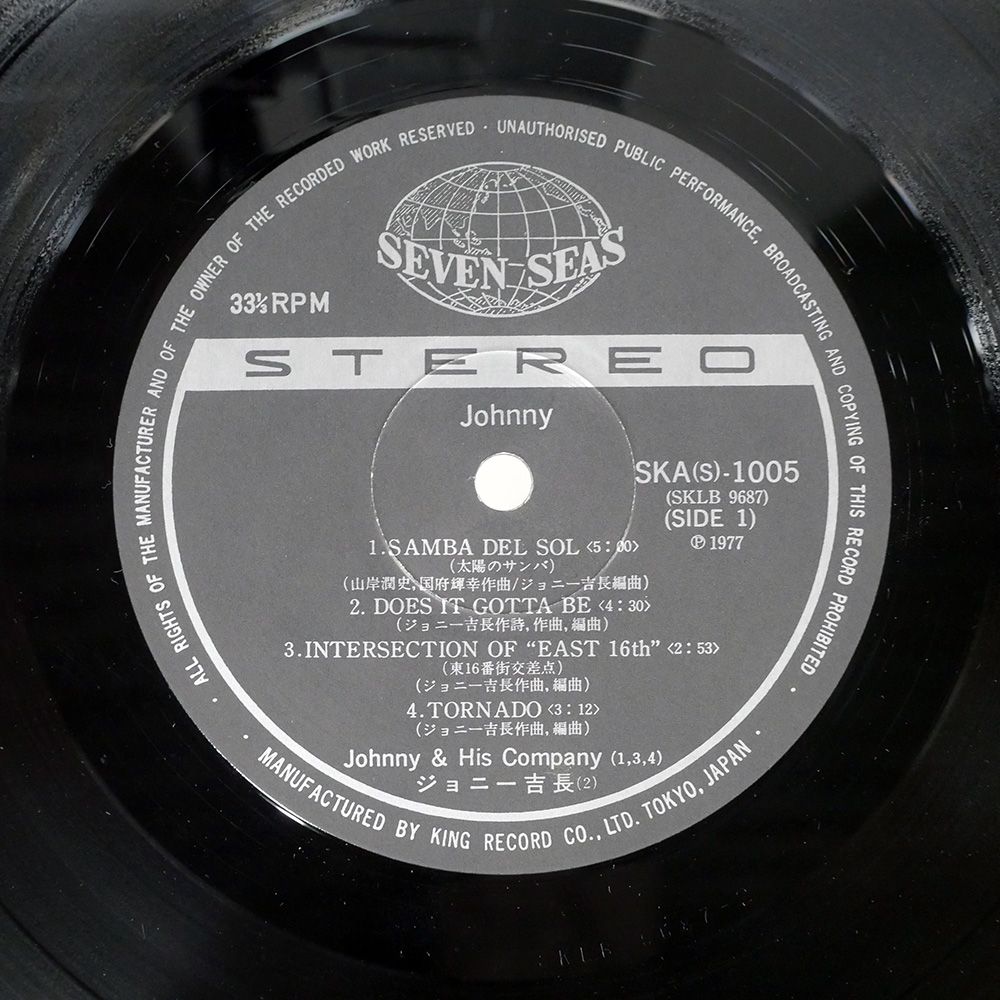 ALL RIGHTS OF THE MANUFACTURER AND OF THE OWNER OF THE RECORDED WORK RESERVED · UNAUTHORISED PUBLIC PERFORMANCE, BROADCASTING AND COPYING OF THIS RECORD PROHIBITED ·
SEVEN SEAS
33⅓RPM
STEREO
Johnny
SKA(S)-1005
(SKLB 9687)
(SIDE 1)
Ⓟ1977
1.SAMBA DEL SOL <5:00>
(太陽のサンバ)
(山岸潤史,国府輝幸作曲/ジョニー吉長編曲)
2. DOES IT GOTTA BE <4:30>
(ジョニー吉長作詩,作曲,編曲)
3.INTERSECTION OF “EAST 16th” <2:53>
(東16番街交差点)
(ジョニー吉長作曲,編曲)
4.TORNADO <3:12>
(ジョニー吉長作曲,編曲)
Johnny & His Company (1,3,4)
ジョニー吉長(2)
· MANUFACTURED BY KING RECORD CO., LTD. TOKYO, JAPAN ·